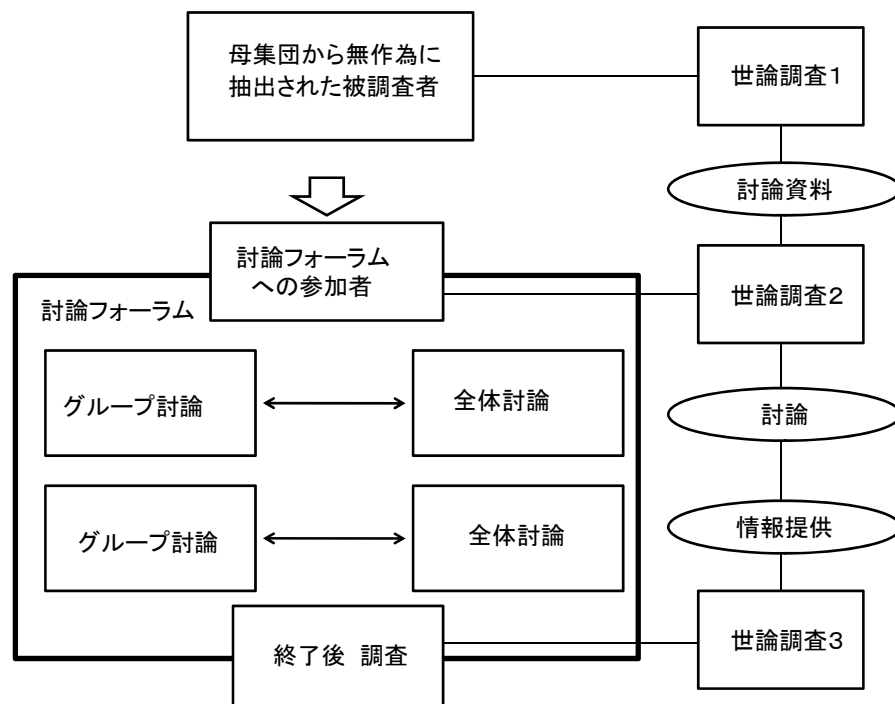 母集団から無作為に
抽出された被調査者
世論調査1
討論資料
討論フォーラム
への参加者
世論調査2
討論フォーラム
グループ討論
全体討論
討論
グループ討論
全体討論
情報提供
終了後 調査
世論調査3